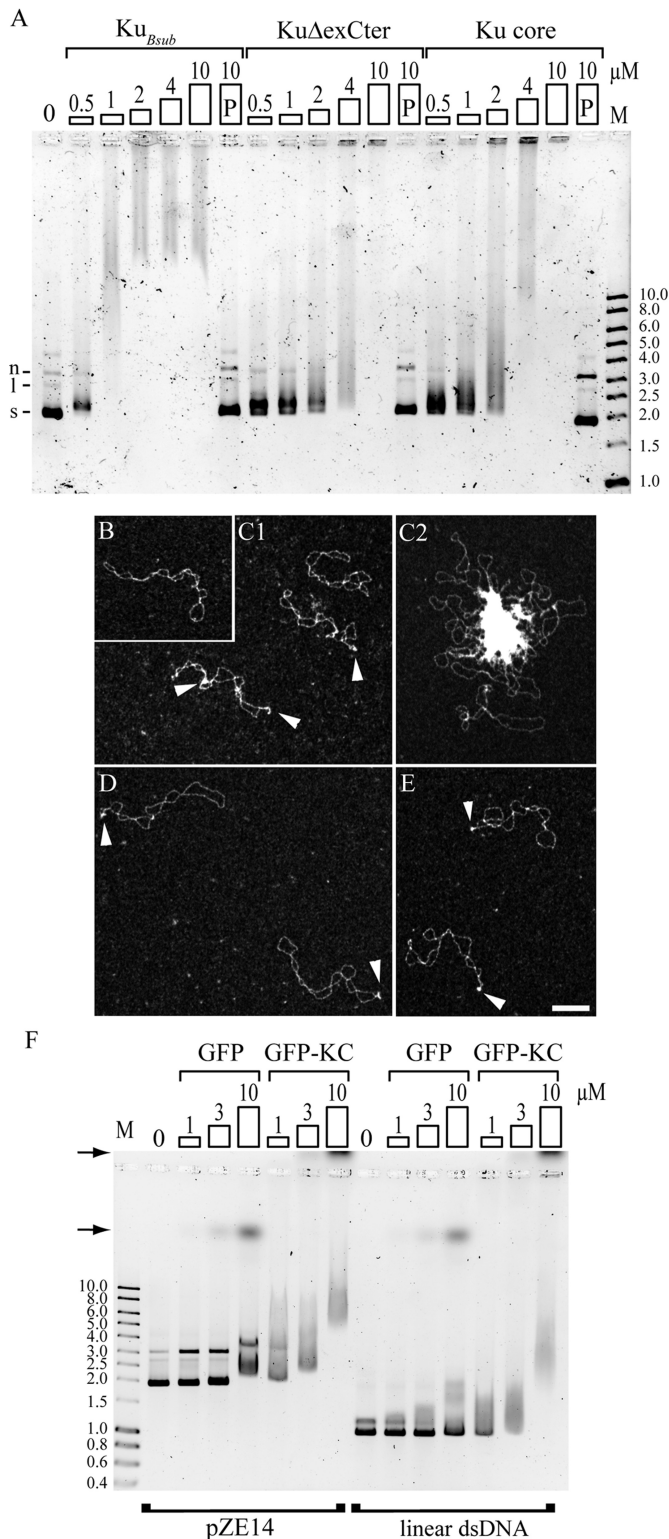 A
Ku Bsub KuΔexCter Ku core
0 0.5 1 2 4 10 10 0.5 1 2 4 10 10 0.5 1 2 4 10 10 μM
P P P M
n
l
s
10.0
8.0
6.0
5.0
4.0
3.0
2.5
2.0
1.5
1.0
B C1 C2
D E
F
GFP GFP-KC GFP GFP-KC
M 0 1 3 10 1 3 10 0 1 3 10 1 3 10 μM
10.0
8.0
6.0
5.0
4.0
3.0
2.5
2.0
1.5
1.0
0.8
0.6
0.4
pZE14 linear dsDNA